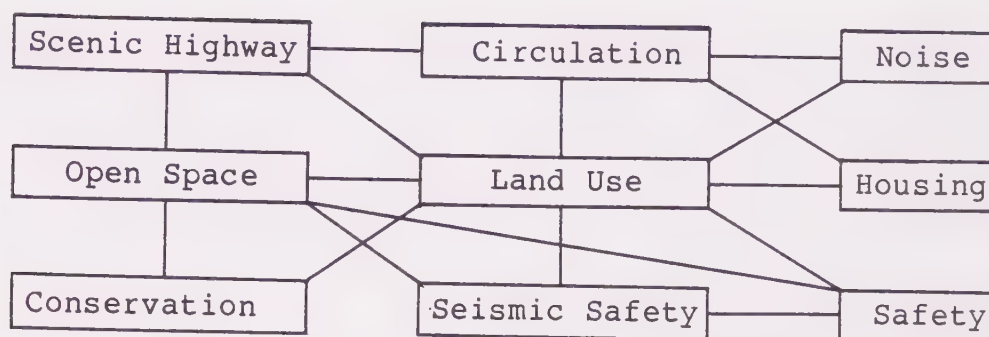 Scenic Highway
Circulation
Noise
Open Space
Land Use
Housing
Conservation
Seismic Safety
Safety